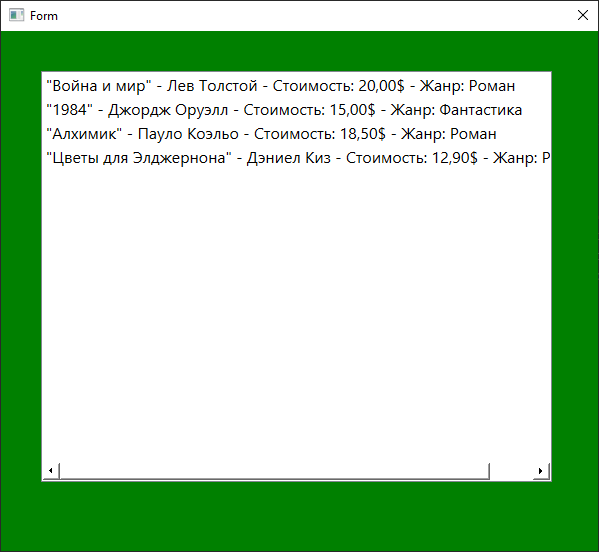 Form
"Война и мир" - Лев Толстой - Стоимость: 20,00$ - Жанр: Роман
"1984" - Джордж Оруэлл - Стоимость: 15,00$ - Жанр: Фантастика
"Алхимик" - Пауло Коэльо - Стоимость: 18,50$ - Жанр: Роман
"Цветы для Элджернона" - Дэниел Киз - Стоимость: 12,90$ - Жанр: Р